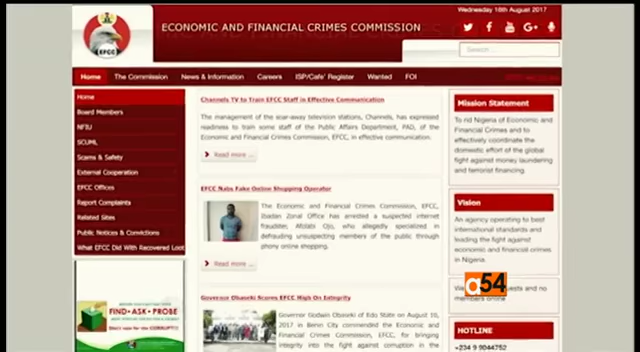 Wednesday 16th August 2017
ECONOMIC AND FINANCIAL CRIMES COMMISSION
EFCC
Search ...
Home The Commission News & Information Careers ISP/Cafe' Register Wanted FOI
Home
Board Members
NFIU
SCUML
Scams & Safety
External Cooperation
EFCC Offices
Report Complaints
Related Sites
Public Notices & Convictions
What EFCC Did With Recovered Loot
FIND • ASK • PROBE
Channels TV to Train EFCC Staff in Effective Communication
The management of the soar-away television stations, Channels, has expressed
readiness to train some staff of the Public Affairs Department, PAD, of the
Economic and Financial Crimes Commission, EFCC, in effective communication.
Read more ...
EFCC Nabs Fake Online Shopping Operator
The Economic and Financial Crimes Commission, EFCC,
Ibadan Zonal Office has arrested a suspected internet
fraudster, Afolabi Ojo, who allegedly specialized in
defrauding unsuspecting members of the public through
phony online shopping.
Read more ...
Governor Obaseki Scores EFCC High On Integrity
Governor Godwin Obaseki of Edo State on August 16,
2017 in Benin City commended the Economic and
Financial Crimes Commission, EFCC, for bringing
integrity into the fight against corruption in the
Mission Statement
To rid Nigeria of Economic
and Financial Crimes and to
effectively coordinate the
domestic effort of the global
fight against money laundering
and terrorist financing.
Vision
An agency operating to best
international standards and
leading the fight against
economic and financial crimes
in Nigeria.
a54
guests and no
members online
HOTLINE
+234 9 9044752